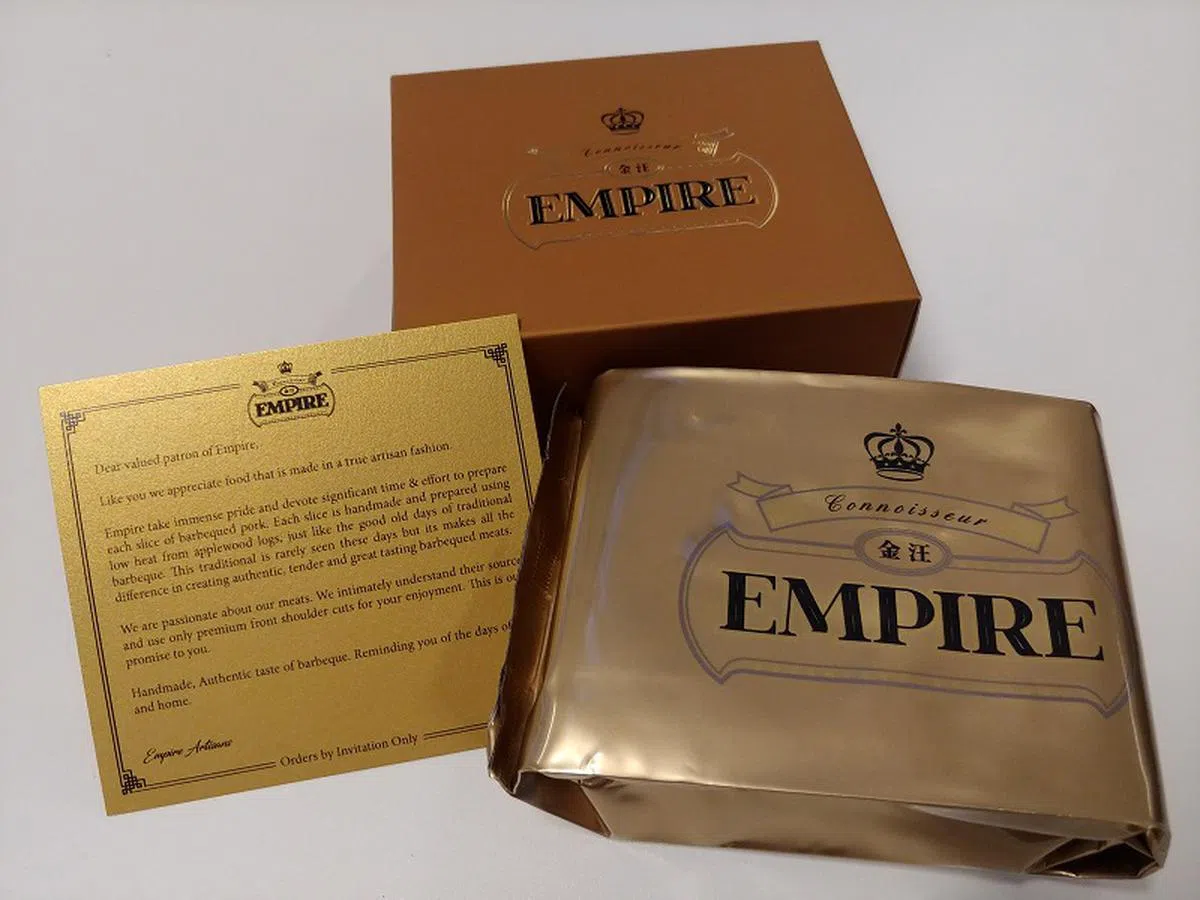 Connoisseur
金汪
EMPIRE
EMPIRE
Dear valued patron of Empire,
Like you we appreciate food that is made in a true artisan fashion.
Empire take immense pride and devote significant time & effort to prepare
each slice of barbequed pork. Each slice is handmade and prepared using
low heat from applewood logs, just like the good old days of traditional
barbeque. This traditional is rarely seen these days but its makes all the
difference in creating authentic, tender and great tasting barbequed meats.
We are passionate about our meats. We intimately understand their source
and use only premium front shoulder cuts for your enjoyment. This is
promise to you.
Handmade, Authentic taste of barbeque. Reminding you of the days of
and home.
Empire Artisans
Orders by Invitation Only
Connoisseur
金汪
EMPIRE